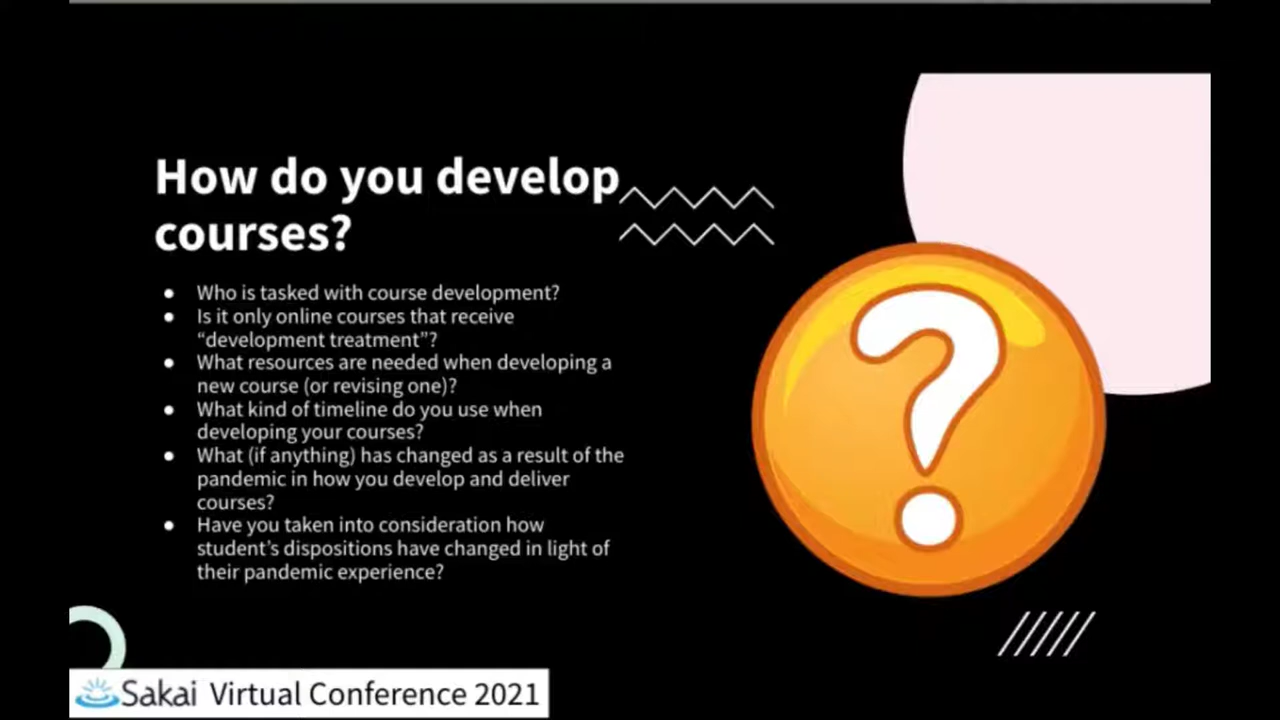 How do you develop
courses?
● Who is tasked with course development?
● Is it only online courses that receive
“development treatment”?
● What resources are needed when developing a
new course (or revising one)?
● What kind of timeline do you use when
developing your courses?
● What (if anything) has changed as a result of the
pandemic in how you develop and deliver
courses?
● Have you taken into consideration how
student’s dispositions have changed in light of
their pandemic experience?
?
Sakai Virtual Conference 2021